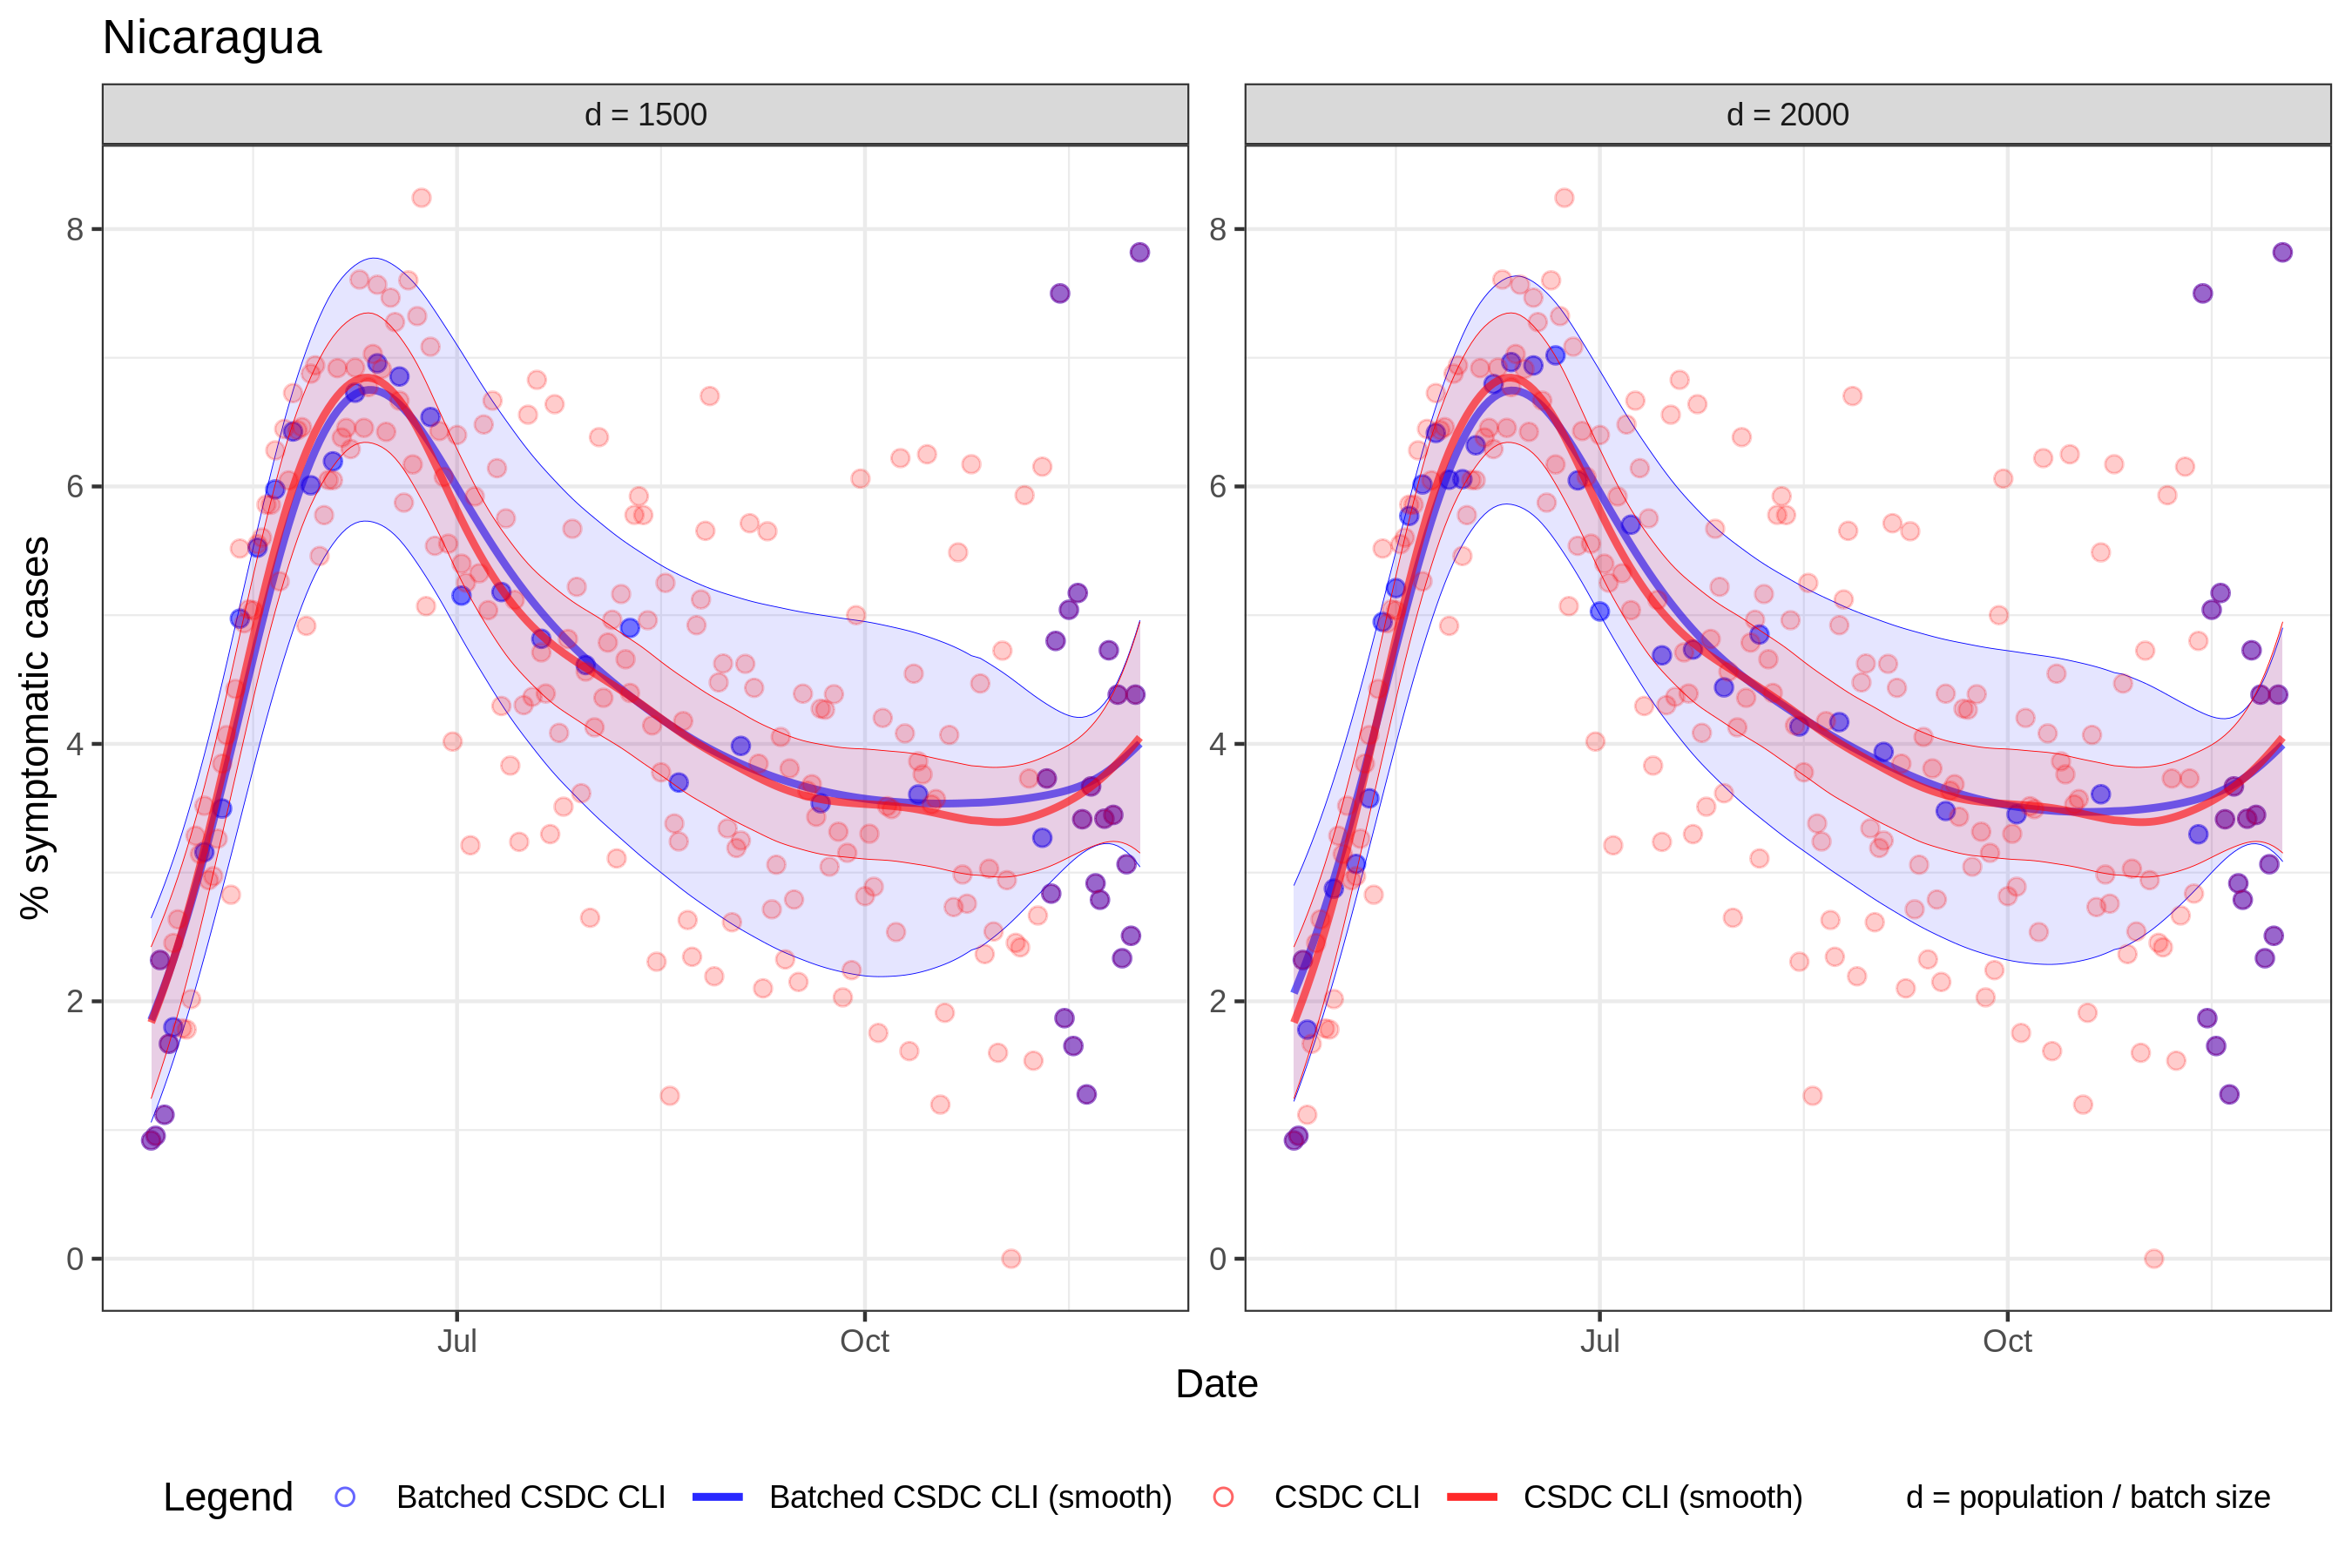 Nicaragua
d = 1500
d = 2000
% symptomatic cases
8
6
4
2
0
8
6
4
2
0
Jul
Oct
Jul
Oct
Date
Legend
Batched CSDC CLI
Batched CSDC CLI (smooth)
CSDC CLI
CSDC CLI (smooth)
d = population / batch size